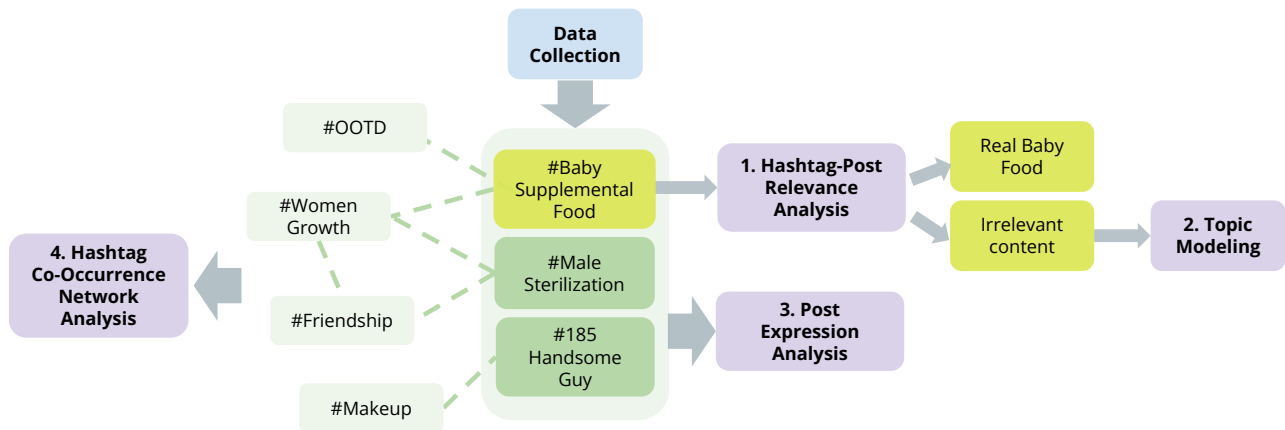 Data
Collection
#OOTD
#Baby
Supplemental
Food
1. Hashtag-Post
Relevance
Analysis
Real Baby
Food
#Women
Growth
Irrelevant
content
2. Topic
Modeling
4. Hashtag
Co-Occurrence
Network
Analysis
#Male
Sterilization
#Friendship
3. Post
Expression
Analysis
#185
Handsome
Guy
#Makeup